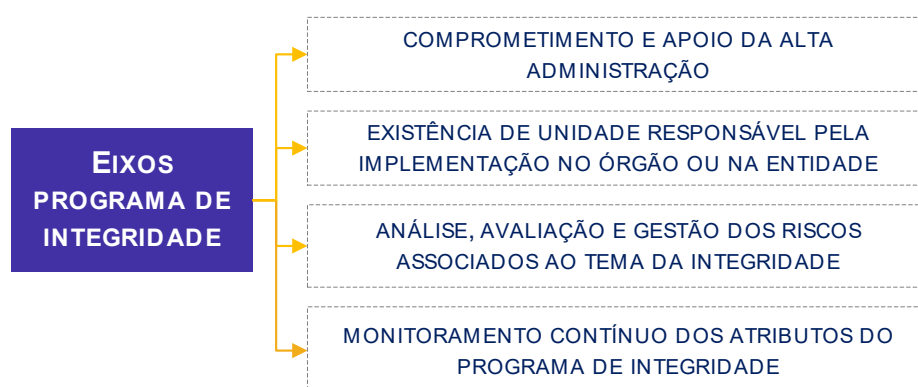 EIXOS
PROGRAMA DE
INTEGRIDADE
COMPROMETIMENTO E APOIO DA ALTA
ADMINISTRAÇÃO
EXISTÊNCIA DE UNIDADE RESPONSÁVEL PELA
IMPLEMENTAÇÃO NO ÓRGÃO OU NA ENTIDADE
ANÁLISE, AVALIAÇÃO E GESTÃO DOS RISCOS
ASSOCIADOS AO TEMA DA INTEGRIDADE
MONITORAMENTO CONTÍNUO DOS ATRIBUTOS DO
PROGRAMA DE INTEGRIDADE